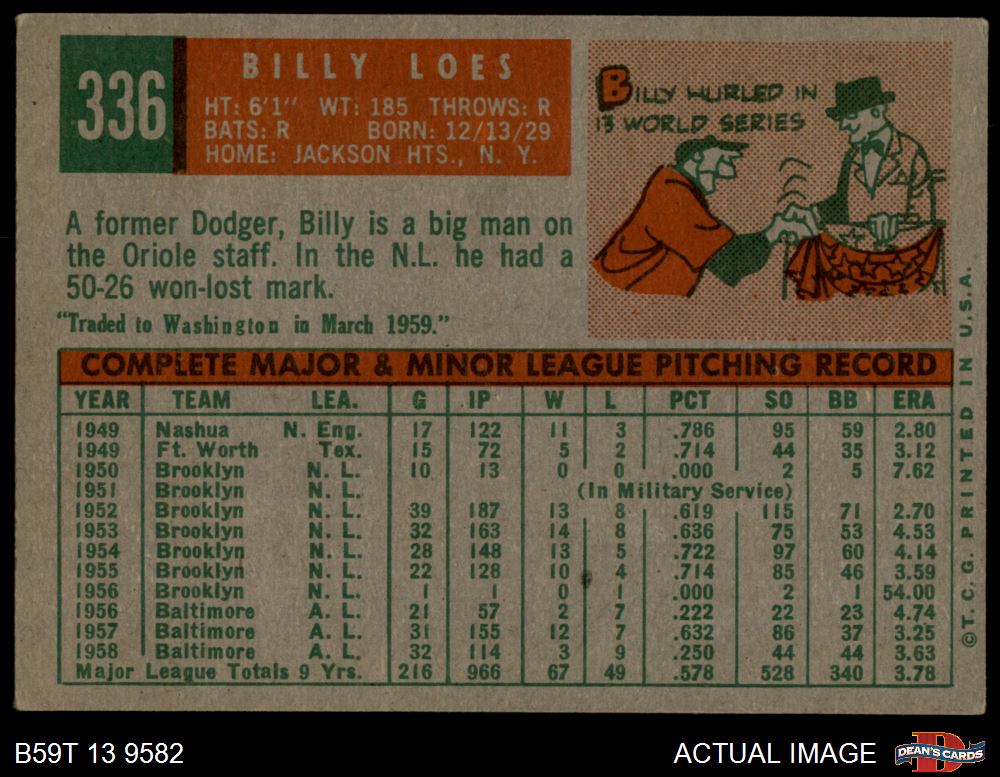 336
BILLY LOES
HT: 6'1" WT: 185 THROWS: R
BATS: R BORN: 12/13/29
HOME: JACKSON HTS., N. Y.
BILLY HURLED IN
13 WORLD SERIES
A former Dodger, Billy is a big man on
the Oriole staff. In the N.L. he had a
50-26 won-lost mark.
"Traded to Washington in March 1959."
COMPLETE MAJOR & MINOR LEAGUE PITCHING RECORD
YEAR TEAM LEA. G IP W L PCT SO BB ERA
1949 Nashua N. Eng. 17 122 11 3 .786 95 59 2.80
1949 Ft. Worth Tex. 15 72 5 2 .714 44 35 3.12
1950 Brooklyn N. L. 10 13 0 0 .000 2 5 7.62
1951 Brooklyn N. L. (In Military Service)
1952 Brooklyn N. L. 39 187 13 8 .619 115 71 2.70
1953 Brooklyn N. L. 32 163 14 8 .636 75 53 4.53
1954 Brooklyn N. L. 28 148 13 5 .722 97 60 4.14
1955 Brooklyn N. L. 22 128 10 4 .714 85 46 3.59
1956 Brooklyn N. L. 1 1 0 1 .000 2 1 54.00
1956 Baltimore A. L. 21 57 2 7 .222 22 23 4.74
1957 Baltimore A. L. 31 155 12 7 .632 86 37 3.25
1958 Baltimore A. L. 32 114 3 9 .250 44 44 3.63
Major League Totals 9 Yrs. 216 966 67 49 .578 528 340 3.78
©T. C. G. PRINTED IN U.S.A.
B59T 13 9582
ACTUAL IMAGE
D
DEAN'S CARDS